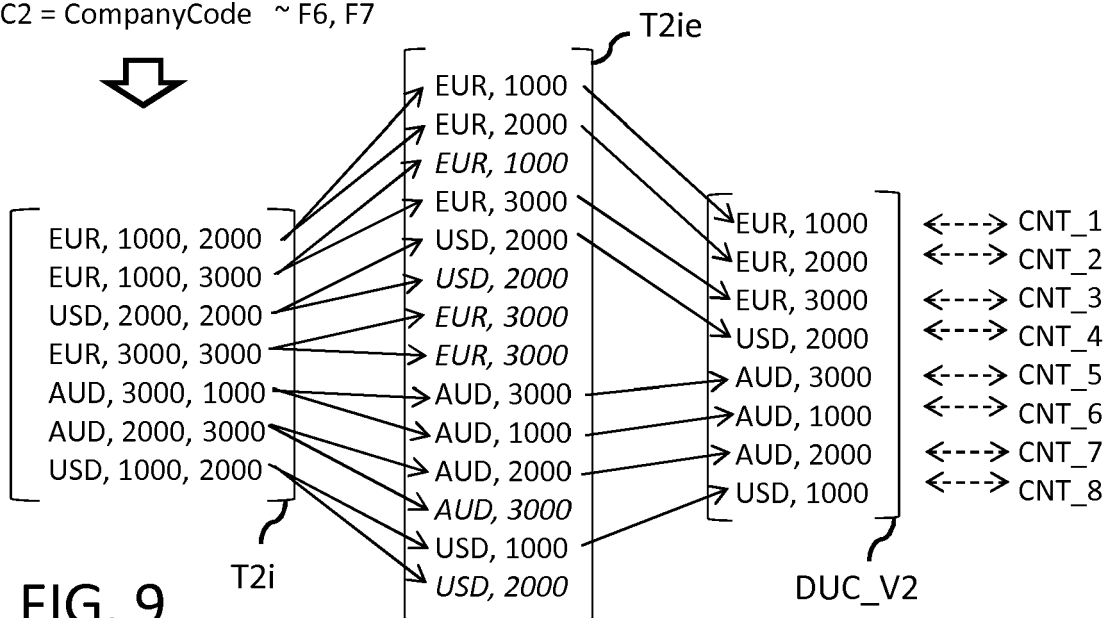 C2 = CompanyCode ~ F6, F7
T2ie
EUR, 1000
EUR, 2000
EUR, 1000
EUR, 3000
USD, 2000
USD, 2000
EUR, 3000
EUR, 3000
AUD, 3000
AUD, 1000
AUD, 2000
AUD, 3000
USD, 1000
USD, 2000
EUR, 1000, 2000
EUR, 1000, 3000
USD, 2000, 2000
EUR, 3000, 3000
AUD, 3000, 1000
AUD, 2000, 3000
USD, 1000, 2000
T2i
EUR, 1000
EUR, 2000
EUR, 3000
USD, 2000
AUD, 3000
AUD, 1000
AUD, 2000
USD, 1000
DUC_V2
CNT_1
CNT_2
CNT_3
CNT_4
CNT_5
CNT_6
CNT_7
CNT_8
FIG. 9